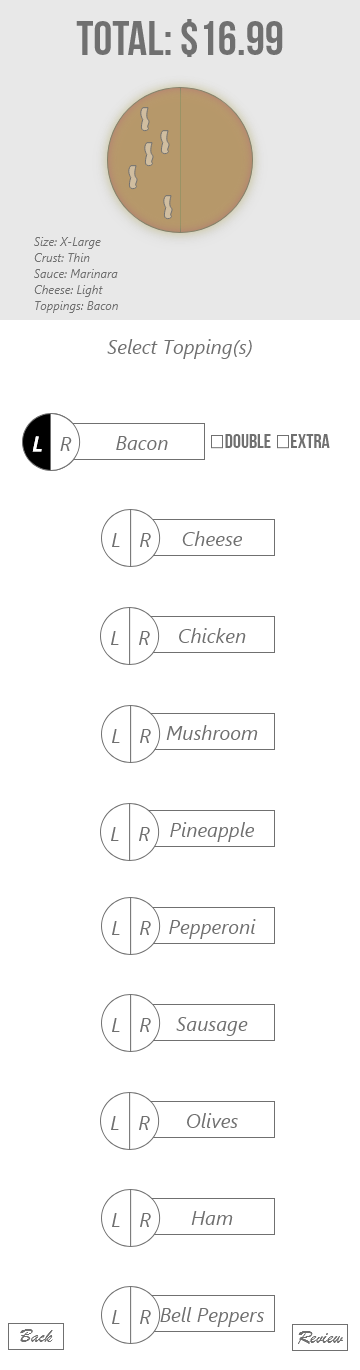 TOTAL: $16.99
Size: X-Large
Crust: Thin
Sauce: Marinara
Cheese: Light
Toppings: Bacon
Select Topping(s)
L R Bacon DOUBLE EXTRA
L R Cheese
L R Chicken
L R Mushroom
L R Pineapple
L R Pepperoni
L R Sausage
L R Olives
L R Ham
L R Bell Peppers
Back Review